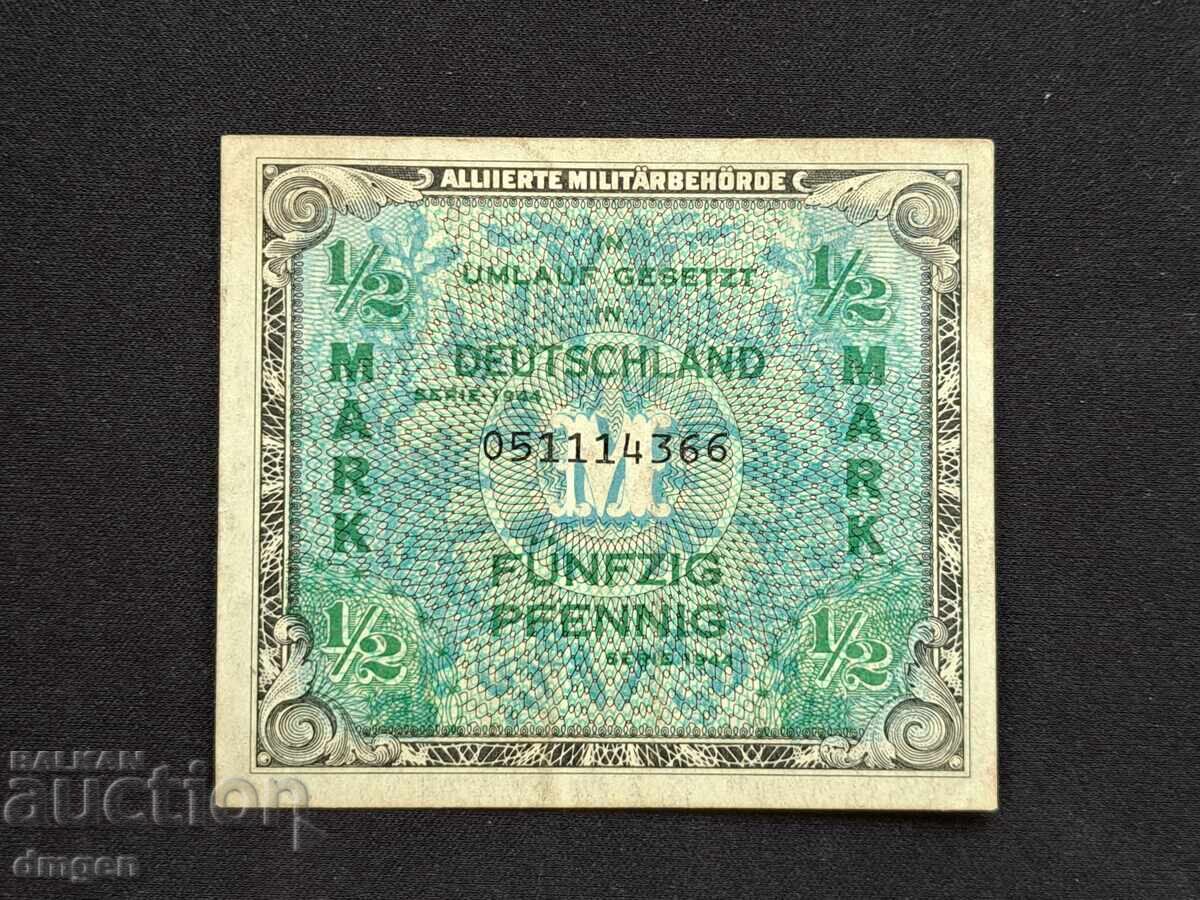 ALLIIERTE MILITÄRBEHÖRDE
1/2 MARK
IN
UMLAUF GESETZT
IN
DEUTSCHLAND
SERIE 1944
1/2 MARK
051114366
M
FÜNFZIG
PFENNIG
SERIE 1944
1/2
1/2
BALKAN
auction
dmgen